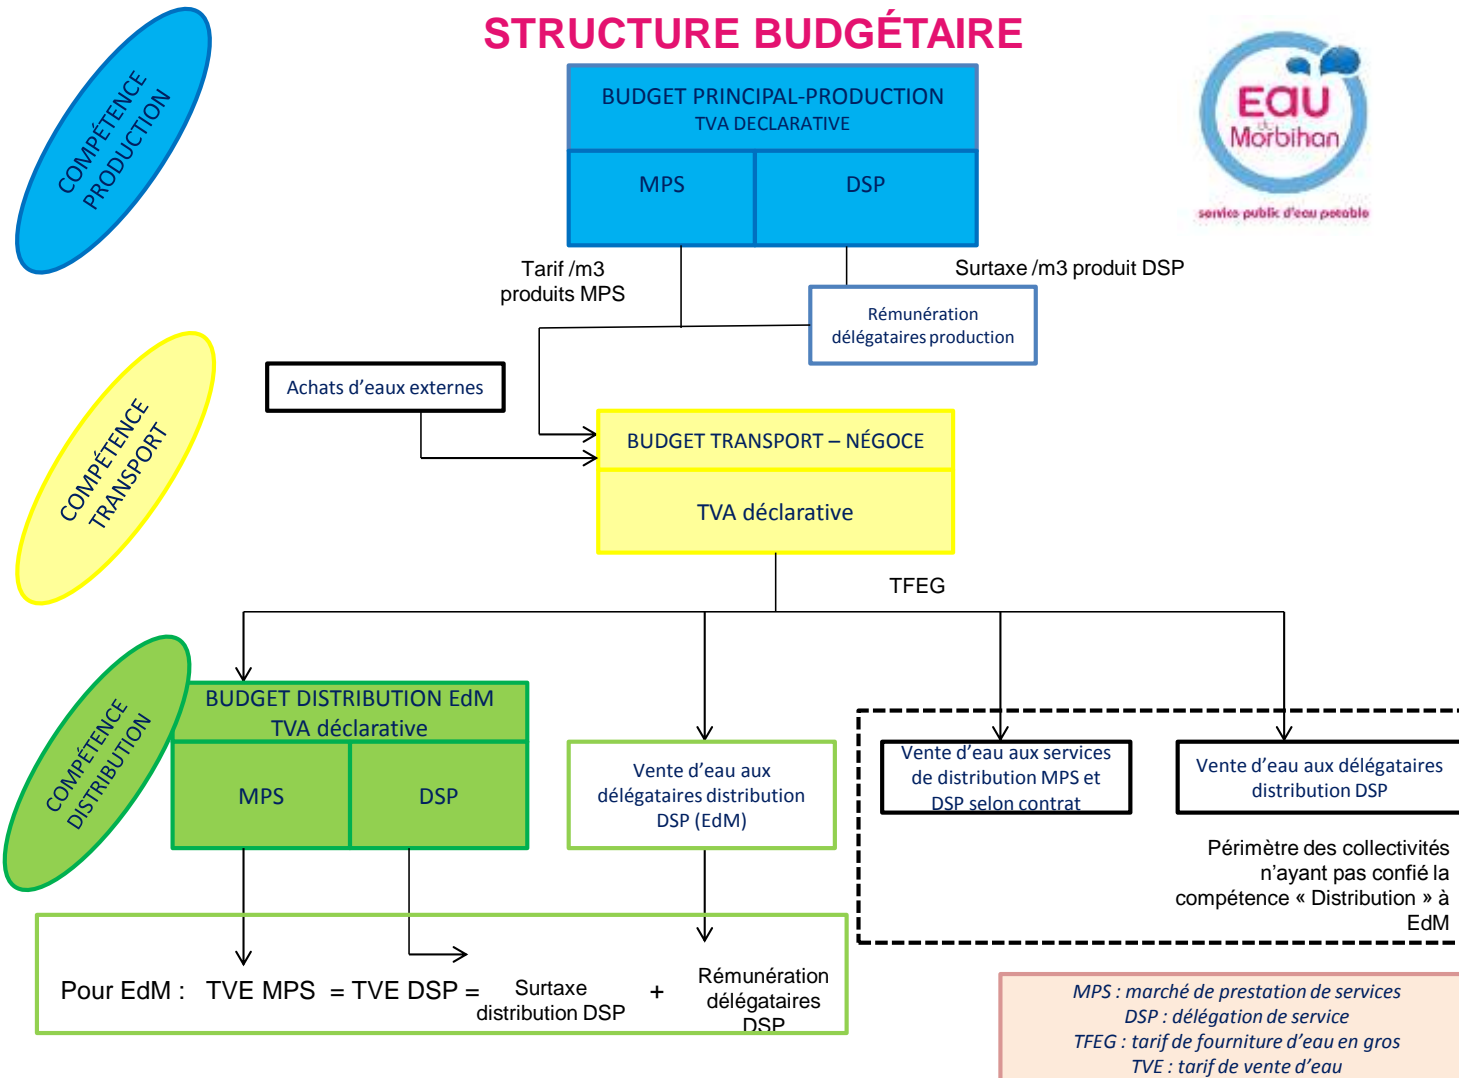 STRUCTURE BUDGÉTAIRE
COMPÉTENCE
PRODUCTION
BUDGET PRINCIPAL-PRODUCTION
TVA DECLARATIVE
MPS
DSP
EAU
du
Morbihan
service public d'eau potable
Tarif /m3
produits MPS
Surtaxe /m3 produit DSP
Rémunération
délégataires production
Achats d'eaux externes
COMPÉTENCE
TRANSPORT
BUDGET TRANSPORT – NÉGOCE
TVA déclarative
TFEG
COMPÉTENCE
DISTRIBUTION
BUDGET DISTRIBUTION EdM
TVA déclarative
MPS
DSP
Vente d'eau aux
délégataires distribution
DSP (EdM)
Vente d'eau aux services
de distribution MPS et
DSP selon contrat
Vente d'eau aux délégataires
distribution DSP
Périmètre des collectivités
n'ayant pas confié la
compétence « Distribution » à
EdM
Pour EdM : TVE MPS = TVE DSP = Surtaxe
distribution DSP
+
Rémunération
délégataires
DSP
MPS : marché de prestation de services
DSP : délégation de service
TFEG : tarif de fourniture d'eau en gros
TVE : tarif de vente d'eau